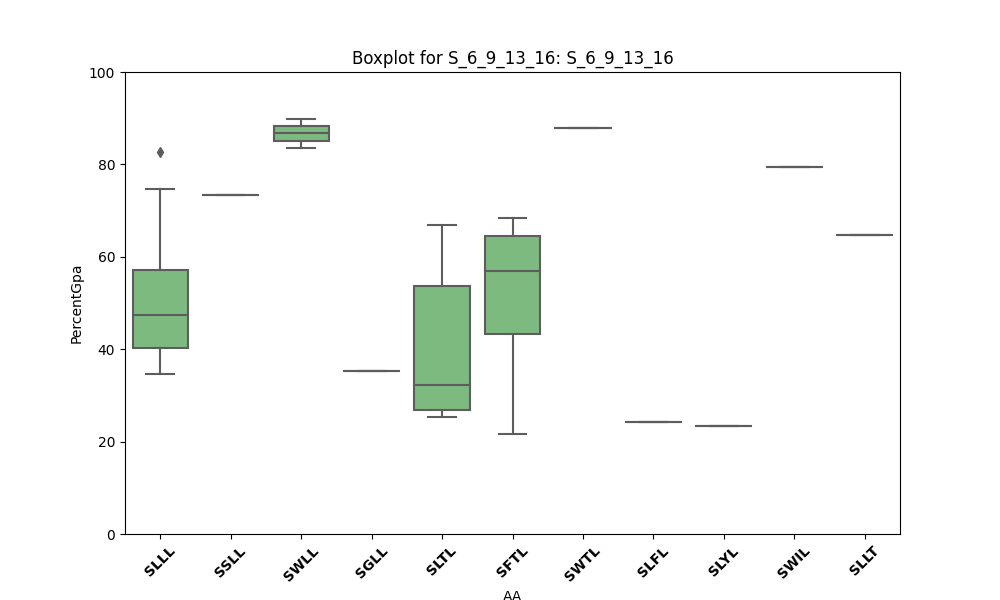 Boxplot for S_6_9_13_16: S_6_9_13_16
PercentGpa
100
80
60
40
20
0
SLLL SSLL SWLL SGLL SLTL SFTL SWTL SLFL SLYL SWIL SLLT
AA